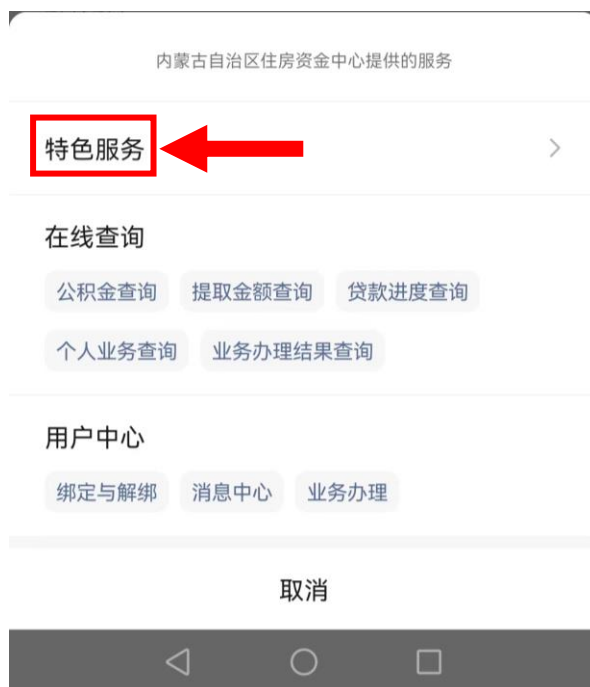 内蒙古自治区住房资金中心提供的服务
特色服务
在线查询
公积金查询 提取金额查询 贷款进度查询
个人业务查询 业务办理结果查询
用户中心
绑定与解绑 消息中心 业务办理
取消